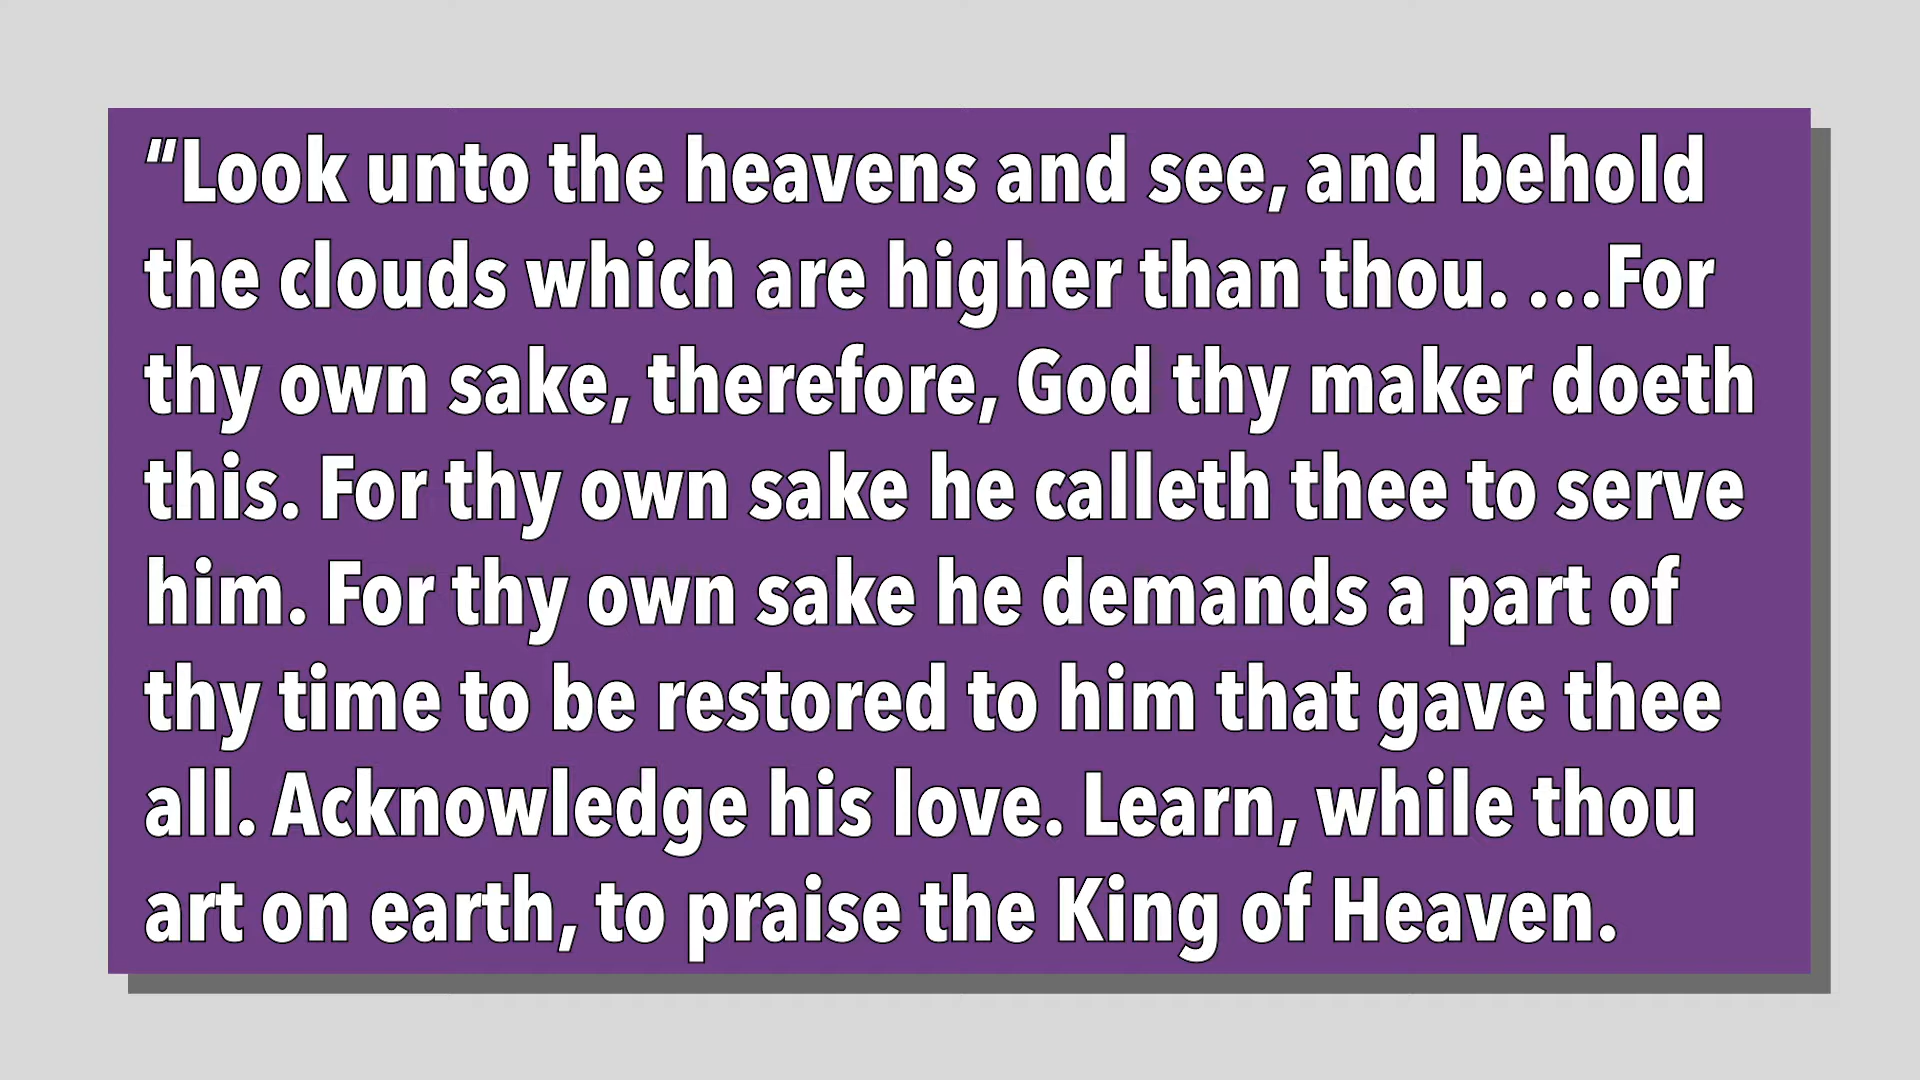 “Look unto the heavens and see, and behold
the clouds which are higher than thou. …For
thy own sake, therefore, God thy maker doeth
this. For thy own sake he calleth thee to serve
him. For thy own sake he demands a part of
thy time to be restored to him that gave thee
all. Acknowledge his love. Learn, while thou
art on earth, to praise the King of Heaven.